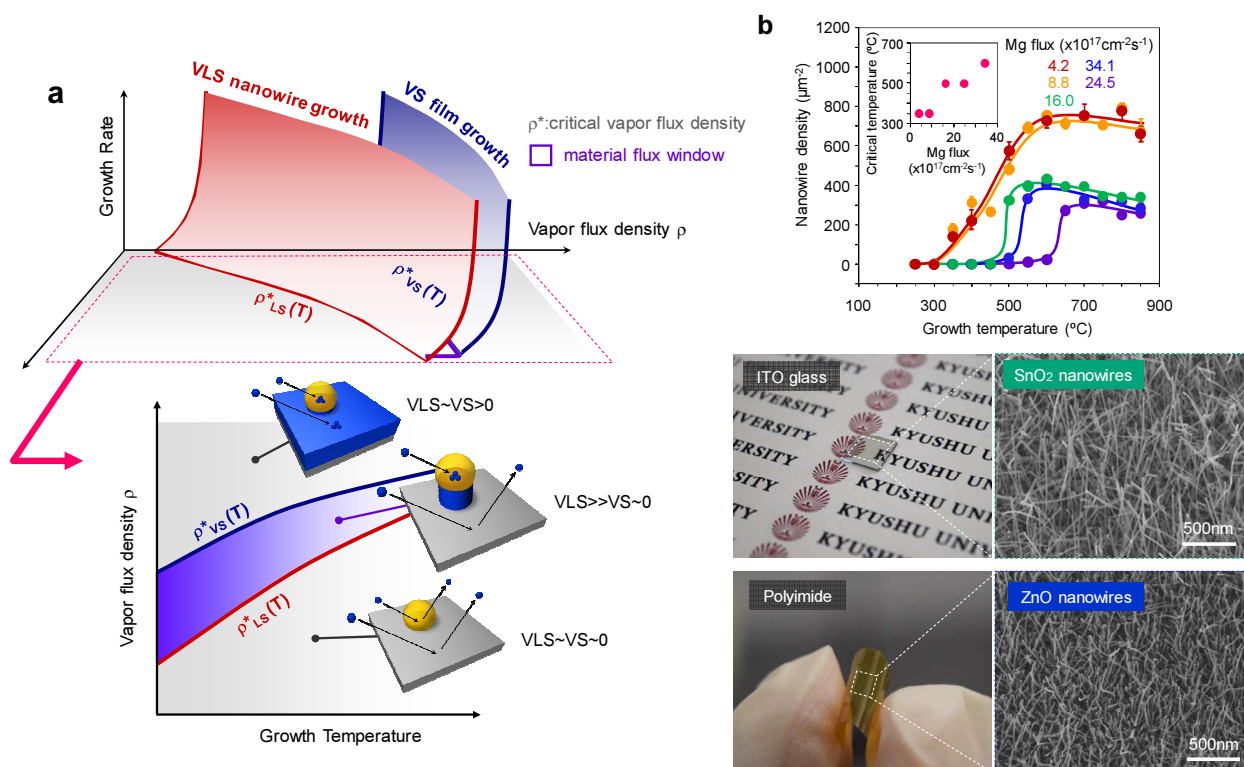 a
VLS nanowire growth
VS film growth
ρ*:critical vapor flux density
material flux window
Growth Rate
Vapor flux density ρ
ρ*LS(T)
ρ*VS(T)
VLS~VS>0
VLS>>VS~0
VLS~VS~0
ρ*VS(T)
ρ*LS(T)
Vapor flux density ρ
Growth Temperature
b
Nanowire density (μm-2)
1200
1000
800
600
400
200
0
100
300
500
700
900
Growth temperature (ºC)
Critical temperature (ºC)
700
500
300
0
20
40
Mg flux
(x10¹⁷cm⁻²s⁻¹)
Mg flux (x10¹⁷cm⁻²s⁻¹)
4.2 34.1
8.8 24.5
16.0
ITO glass
UNIVERSITY
KYUSHU UNIVERSITY
KYUSHU UNIVERSITY
SnO₂ nanowires
500nm
Polyimide
ZnO nanowires
500nm